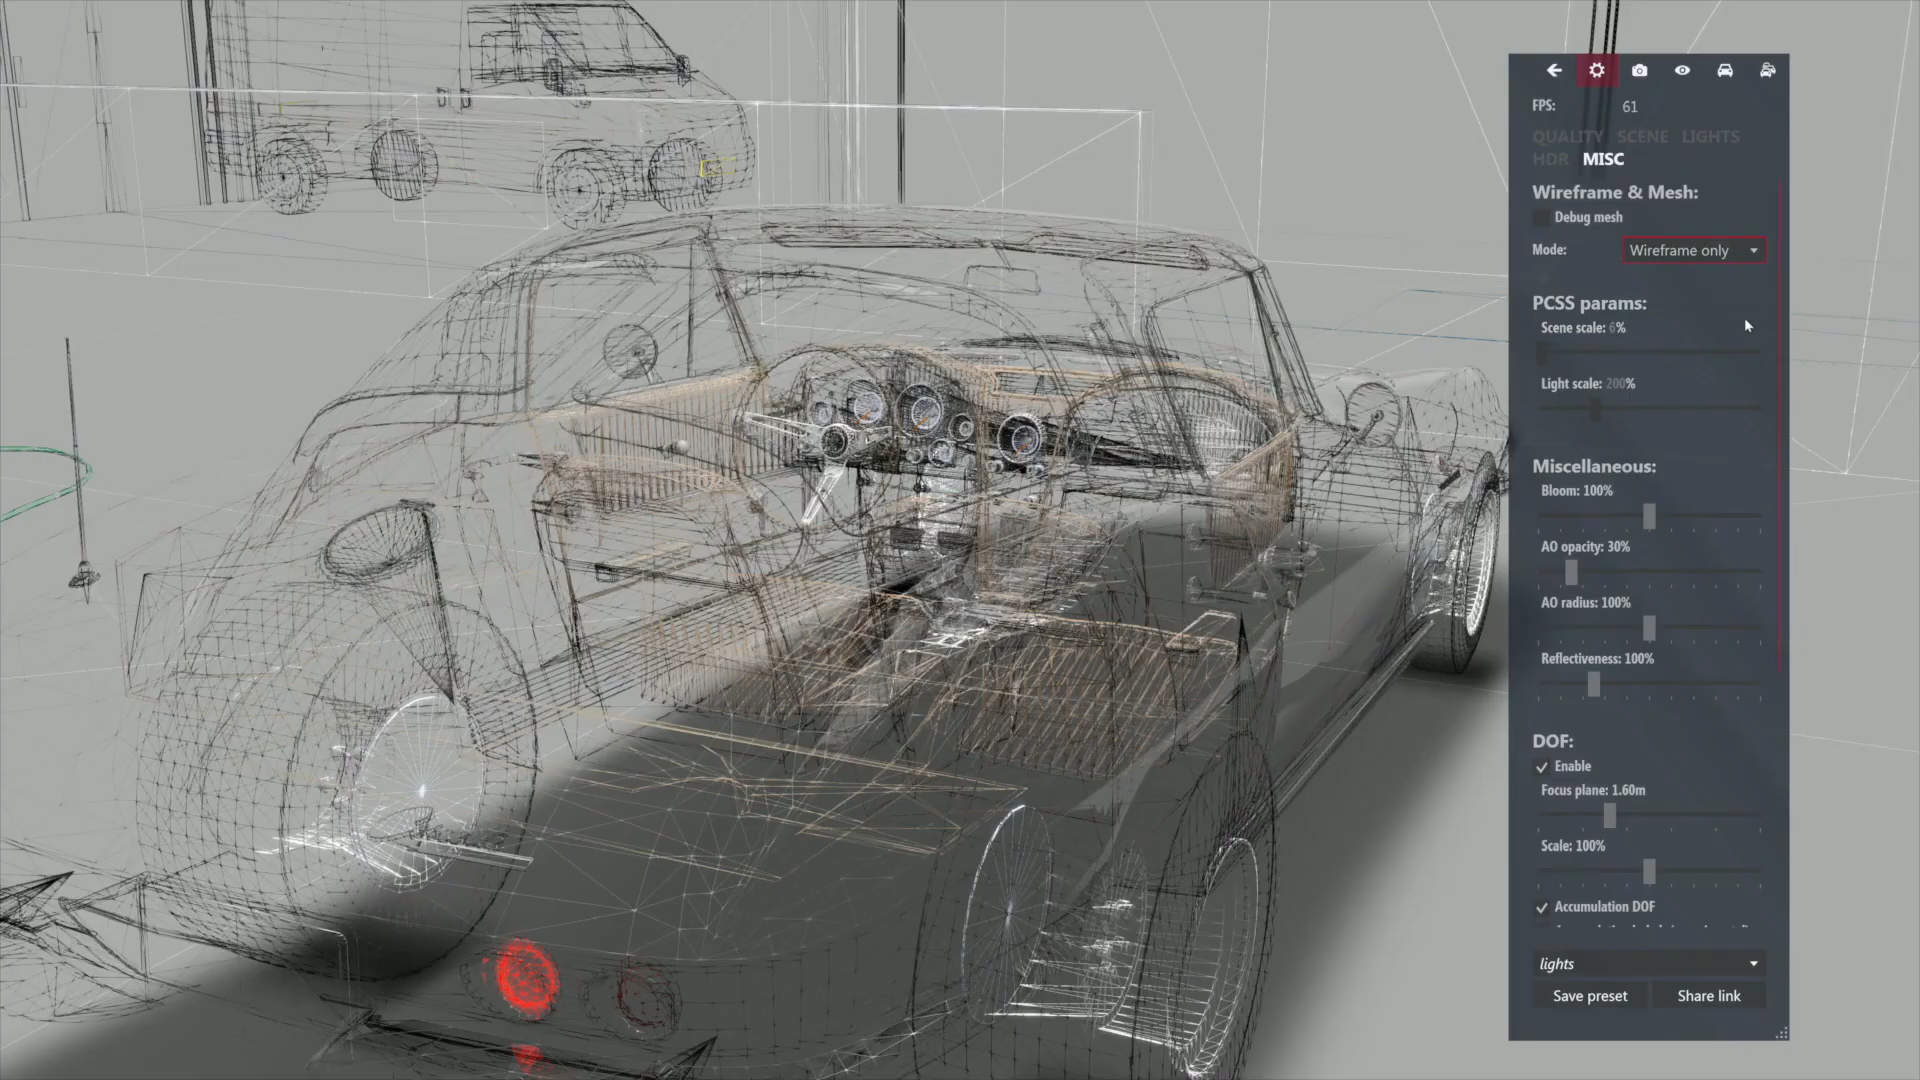 FPS: 61
QUALITY SCENE LIGHTS
HDR MISC
Wireframe & Mesh:
Debug mesh
Mode: Wireframe only
PCSS params:
Scene scale: 6%
Light scale: 200%
Miscellaneous:
Bloom: 100%
AO opacity: 30%
AO radius: 100%
Reflectiveness: 100%
DOF:
Enable
Focus plane: 1.60m
Scale: 100%
Accumulation DOF
lights
Save preset Share link